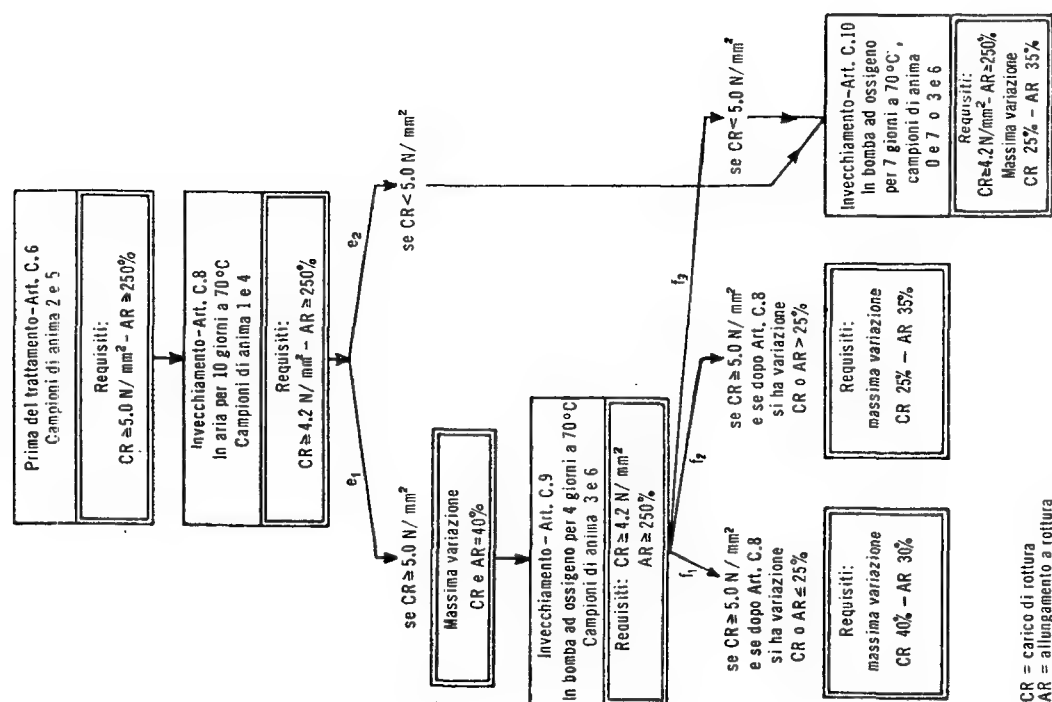 Prima del trattamento-Art. C.6
Campioni di anima 2 e 5
Requisiti:
CR ≥ 5.0 N/ mm² - AR ≥ 250%
Invecchiamento-Art. C.8
In aria per 10 giorni a 70°C
Campioni di anima 1 e 4
Requisiti:
CR ≥ 4.2 N/ mm² - AR ≥ 250%
e₁
e₂
se CR ≥ 5.0 N/ mm²
se CR < 5.0 N/ mm²
Massima variazione
CR e AR = 40%
Invecchiamento - Art. C.9
In bomba ad ossigeno per 4 giorni a 70°C
Campioni di anima 3 e 6
Requisiti: CR ≥ 4.2 N/ mm²
AR ≥ 250%
f₁
f₂
f₃
se CR ≥ 5.0 N/ mm²
e se dopo Art. C.8
si ha variazione
CR o AR ≤ 25%
Requisiti:
massima variazione
CR 40% - AR 30%
se CR ≥ 5.0 N/ mm²
e se dopo Art. C.8
si ha variazione
CR o AR > 25%
Requisiti:
massima variazione
CR 25% - AR 35%
se CR < 5.0 N/ mm²
Invecchiamento-Art. C.10
In bomba ad ossigeno
per 7 giorni a 70°C,
campioni di anima
0 e 7 o 3 e 6
Requisiti:
CR ≥ 4.2 N/mm² - AR = 250%
Massima variazione
CR 25% - AR 35%
CR = carico di rottura
AR = allungamento a rottura